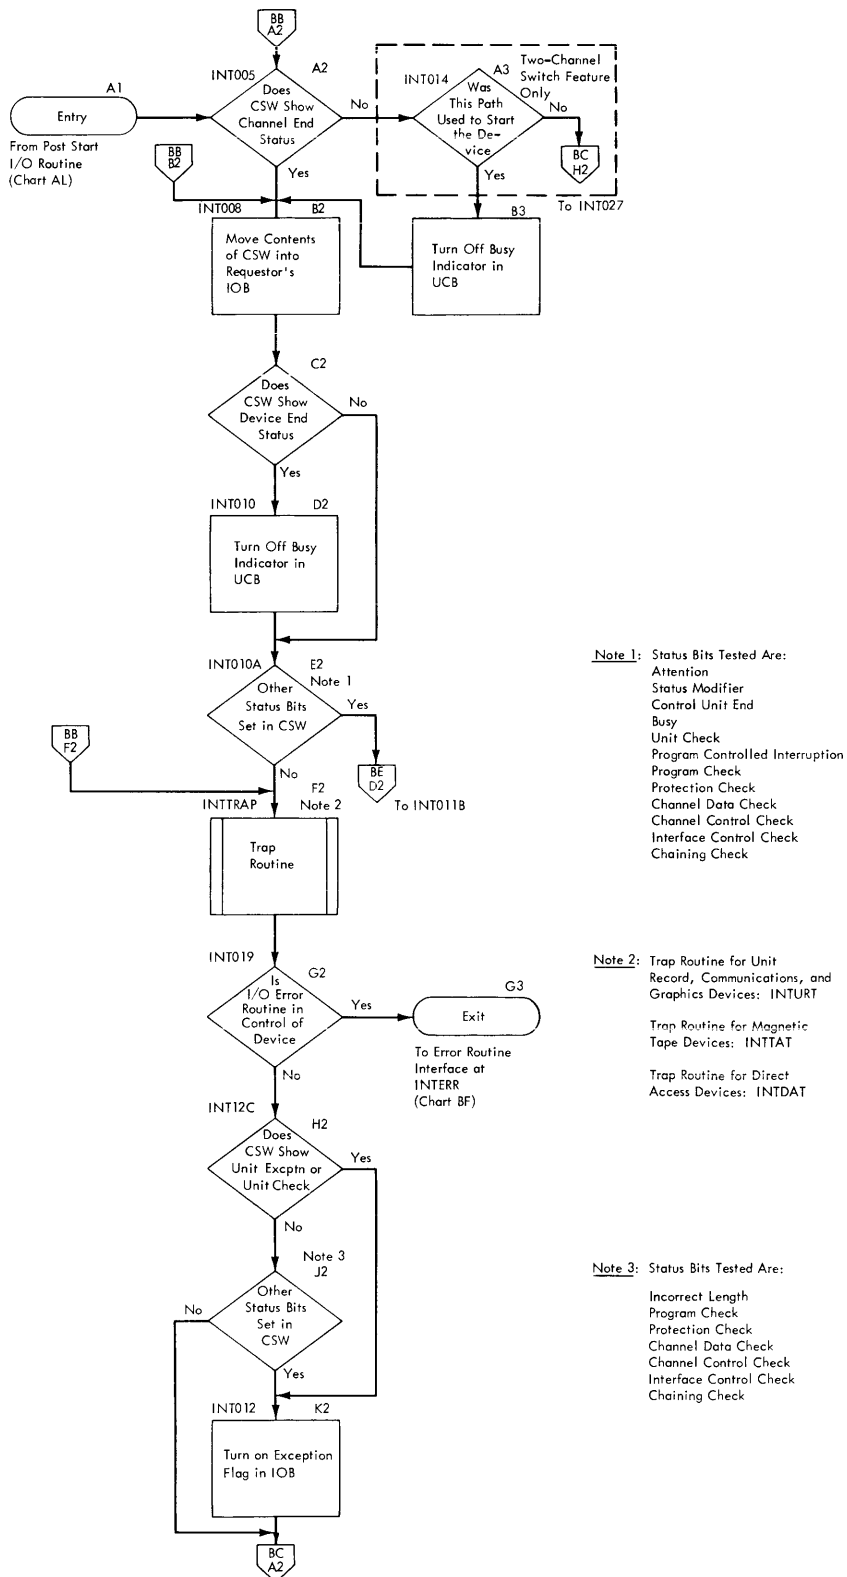 BB
A2
INT005
A2
Does
CSW Show
Channel End
Status
No
Yes
A1
Entry
From Post Start
I/O Routine
(Chart AL)
Two-Channel
Switch Feature
Only
INT014
A3
Was
This Path
Used to Start
the De-
vice
No
Yes
BC
H2
To INT027
BB
B2
INT008
B2
Move Contents
of CSW into
Requestor's
IOB
B3
Turn Off Busy
Indicator in
UCB
C2
Does
CSW Show
Device End
Status
No
Yes
INT010
D2
Turn Off Busy
Indicator in
UCB
INT010A
E2
Note 1
Other
Status Bits
Set in CSW
Yes
No
BE
D2
To INT011B
BB
F2
INTTRAP
F2
Note 2
Trap
Routine
INT019
G2
Is
I/O Error
Routine in
Control of
Device
Yes
No
G3
Exit
To Error Routine
Interface at
INTERR
(Chart BF)
INT12C
H2
Does
CSW Show
Unit Excptn or
Unit Check
Yes
No
Note 3
J2
Other
Status Bits
Set in
CSW
No
Yes
INT012
K2
Turn on Exception
Flag in IOB
BC
A2
Note 1: Status Bits Tested Are:
Attention
Status Modifier
Control Unit End
Busy
Unit Check
Program Controlled Interruption
Program Check
Protection Check
Channel Data Check
Channel Control Check
Interface Control Check
Chaining Check
Note 2: Trap Routine for Unit
Record, Communications, and
Graphics Devices: INTURT
Trap Routine for Magnetic
Tape Devices: INTTAT
Trap Routine for Direct
Access Devices: INTDAT
Note 3: Status Bits Tested Are:
Incorrect Length
Program Check
Protection Check
Channel Data Check
Channel Control Check
Interface Control Check
Chaining Check